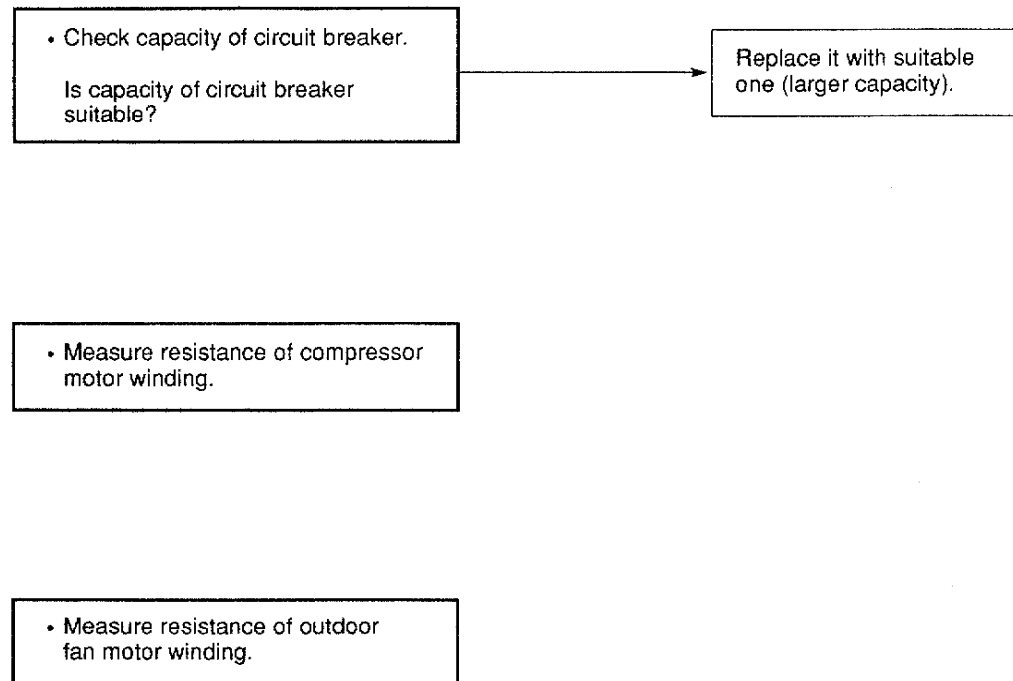 • Check capacity of circuit breaker.
Is capacity of circuit breaker
suitable?
Replace it with suitable
one (larger capacity).
• Measure resistance of compressor
motor winding.
• Measure resistance of outdoor
fan motor winding.